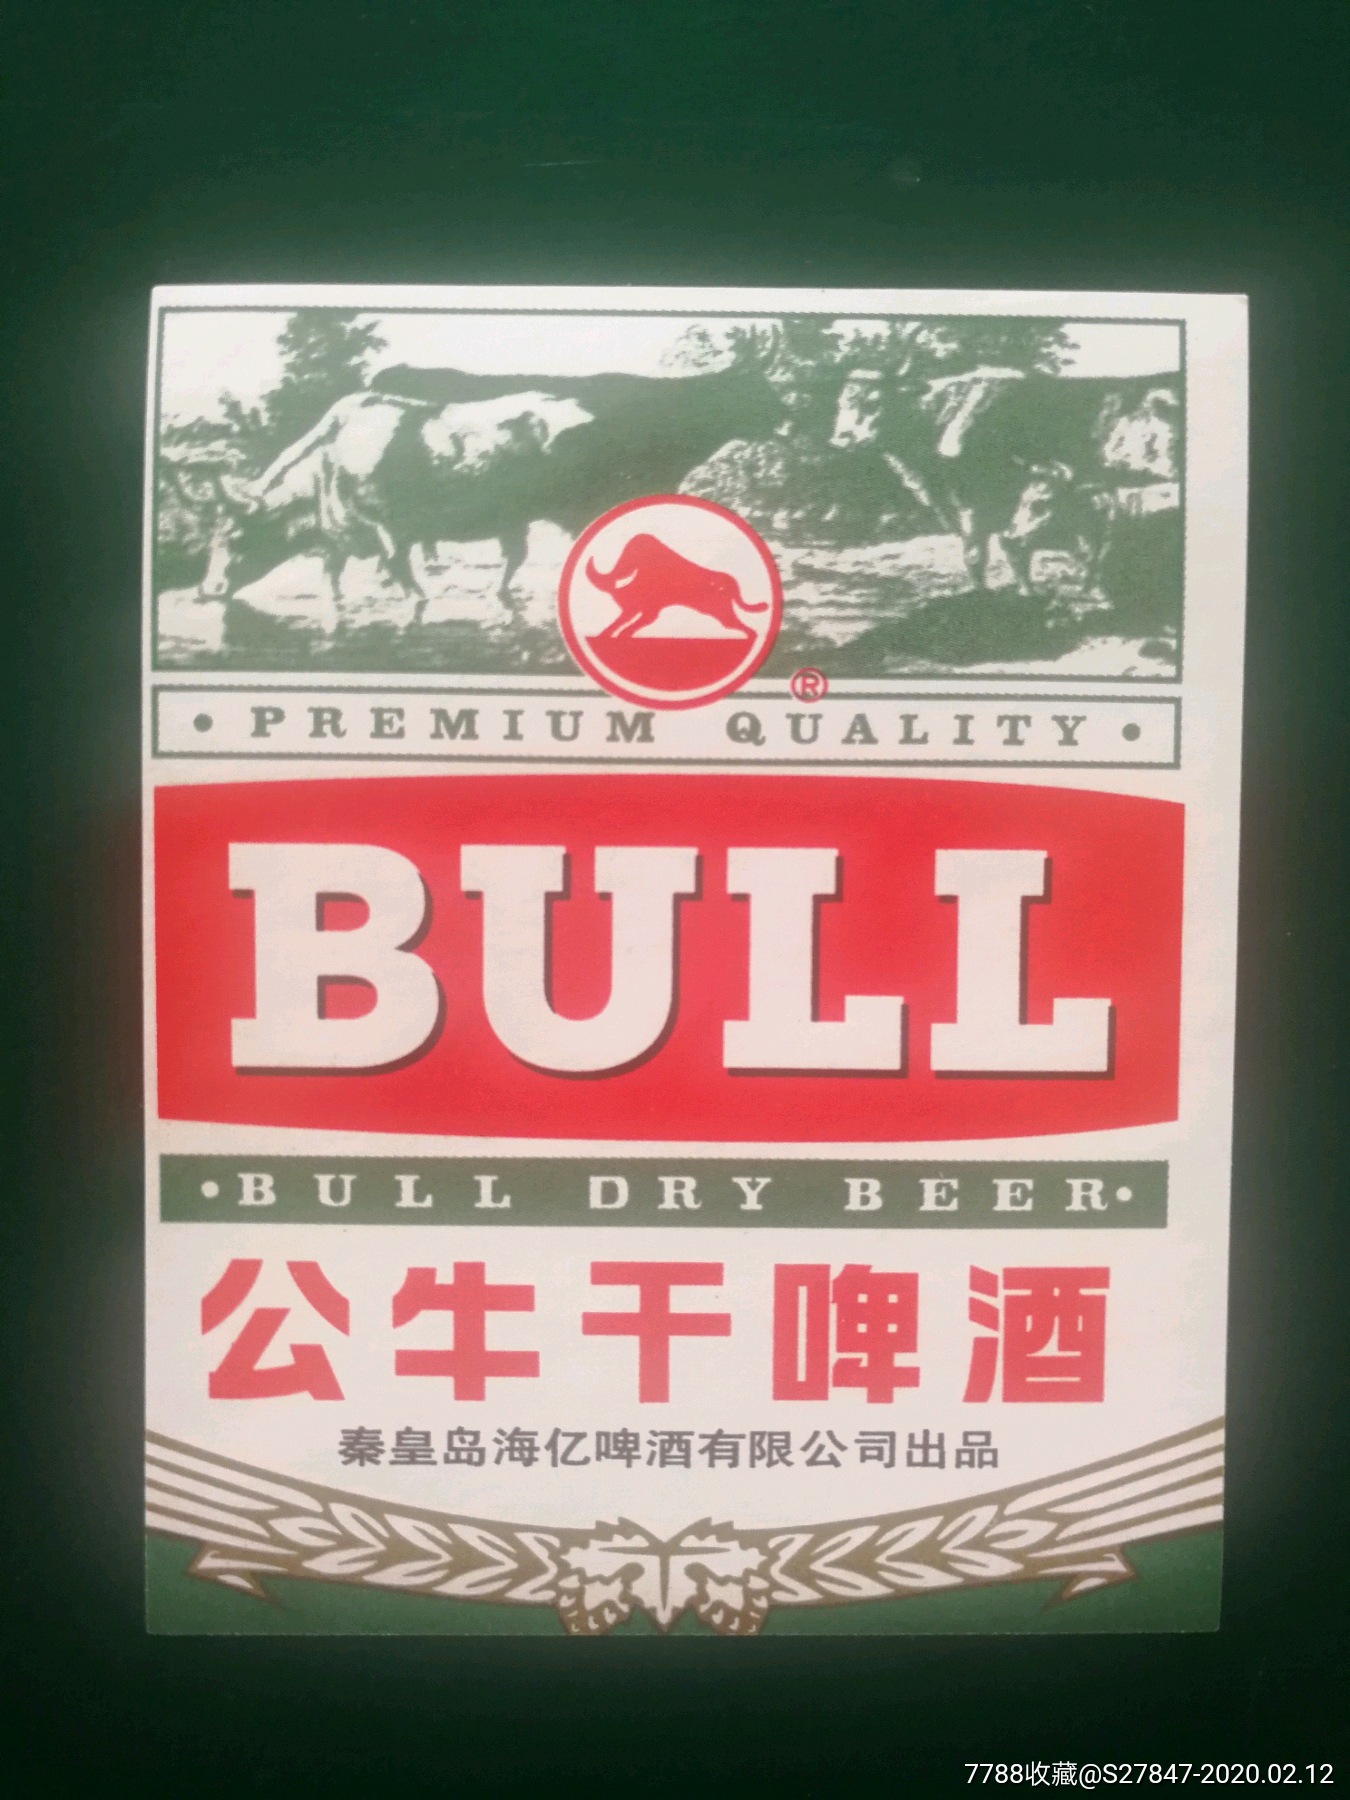 ®
• PREMIUM QUALITY •
BULL
•BULL DRY BEER•
公牛干啤酒
秦皇岛海亿啤酒有限公司出品
7788收藏@S27847-2020.02.12